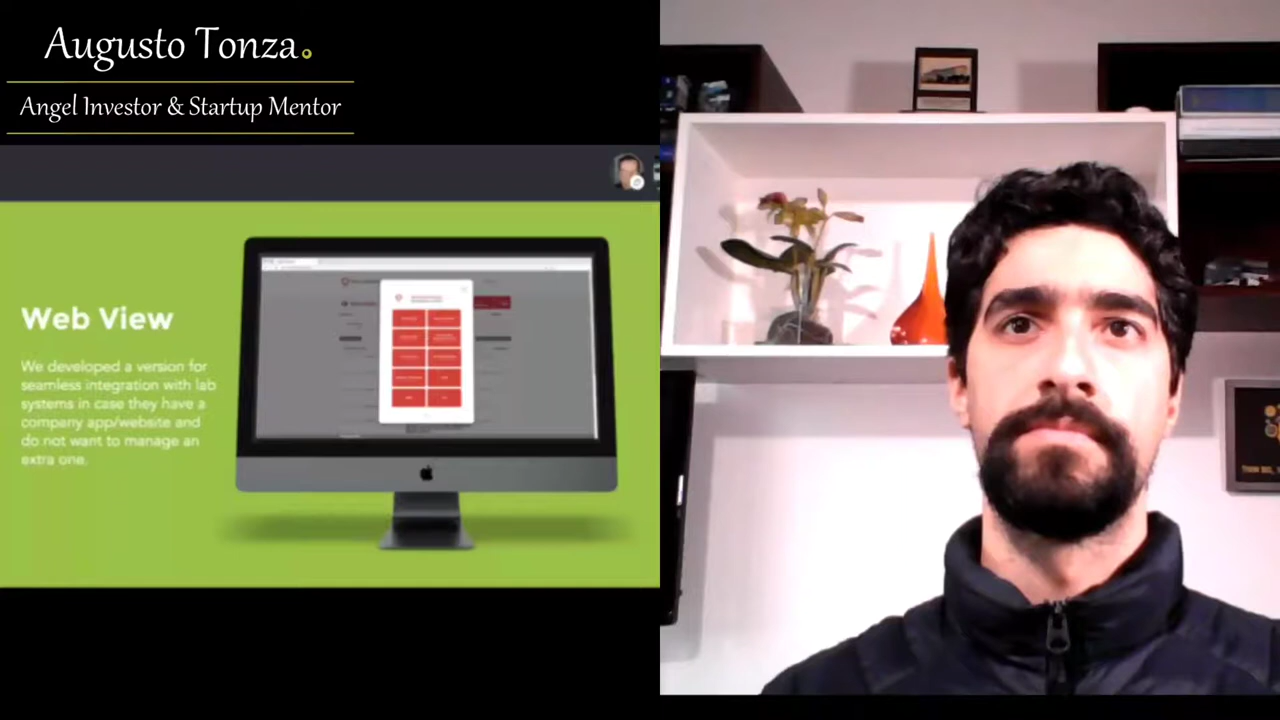 Augusto Tonza
Angel Investor & Startup Mentor
Web View
We developed a version for
seamless integration with lab
systems in case they have a
company app/website and
do not want to manage an
extra one.